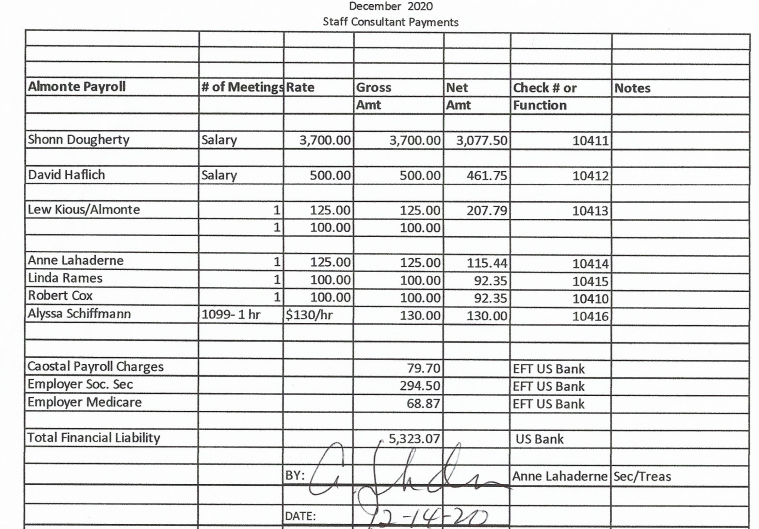 December 2020
Staff Consultant Payments
Almonte Payroll # of Meetings Rate Gross Net Check # or Notes
Amt Amt Function
Shonn Dougherty Salary 3,700.00 3,700.00 3,077.50 10411
David Haflich Salary 500.00 500.00 461.75 10412
Lew Kious/Almonte 1 125.00 125.00 207.79 10413
1 100.00 100.00
Anne Lahaderne 1 125.00 125.00 115.44 10414
Linda Rames 1 100.00 100.00 92.35 10415
Robert Cox 1 100.00 100.00 92.35 10410
Alyssa Schiffmann 1099- 1 hr $130/hr 130.00 130.00 10416
Caostal Payroll Charges 79.70 EFT US Bank
Employer Soc. Sec 294.50 EFT US Bank
Employer Medicare 68.87 EFT US Bank
Total Financial Liability 5,323.07 US Bank
BY: Anne Lahaderne Sec/Treas
DATE: 12-14-20